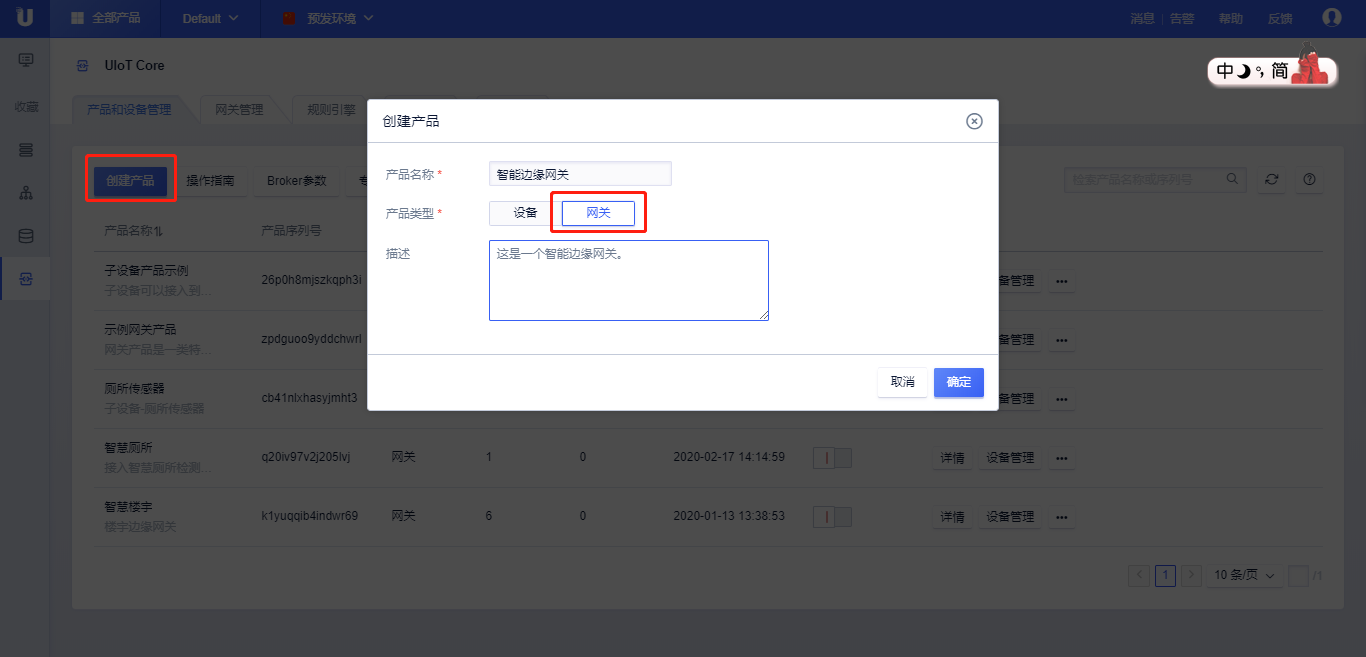 全部产品 Default 预发环境 消息 告警 帮助 反馈
UIoT Core
中 简
收藏
产品和设备管理 网关管理 规则引擎
创建产品
创建产品 操作指南 Broker参数
检索产品名称或序列号
产品名称 * 智能边缘网关
产品类型 * 设备 网关
描述 这是一个智能边缘网关。
取消 确定
产品名称 产品序列号
子设备产品示例
子设备可以接入到...
26p0h8mjszkqph3i
设备管理 •••
示例网关产品
网关产品是一类特...
zpdguoo9yddchwrl
设备管理 •••
厕所传感器
子设备-厕所传感器
cb41nlxhasyjmht3
设备管理 •••
智慧厕所
接入智慧厕所检测...
q20iv97v2j205lvj 网关 1 0 2020-02-17 14:14:59 详情 设备管理 •••
智慧楼宇
楼宇边缘网关
k1yuqqib4indwr69 网关 6 0 2020-01-13 13:38:53 详情 设备管理 •••
1 10 条/页 /1